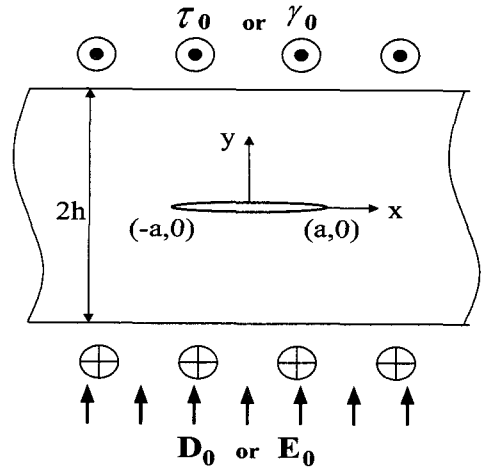 τ₀ or γ₀
y
2h
x
(-a,0)
(a,0)
D₀ or E₀